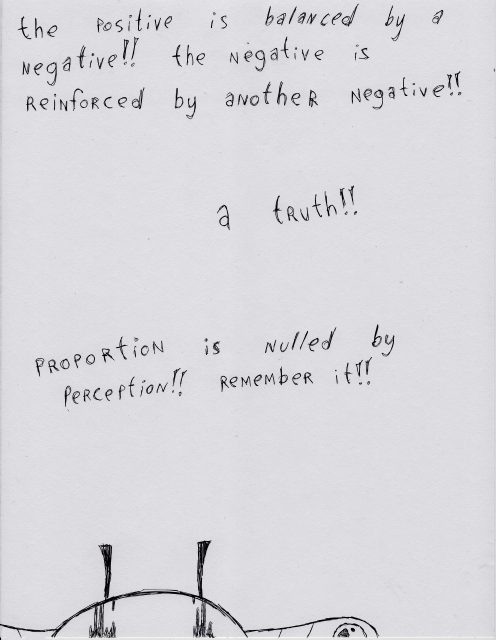 the positive is balanced by a
Negative!! the Negative is
ReiNfoRced by aNotheR Negative!!
a tRuth!!
PROPORtioN is Nulled by
PeRCePtioN!! ReMeMbeR it!!